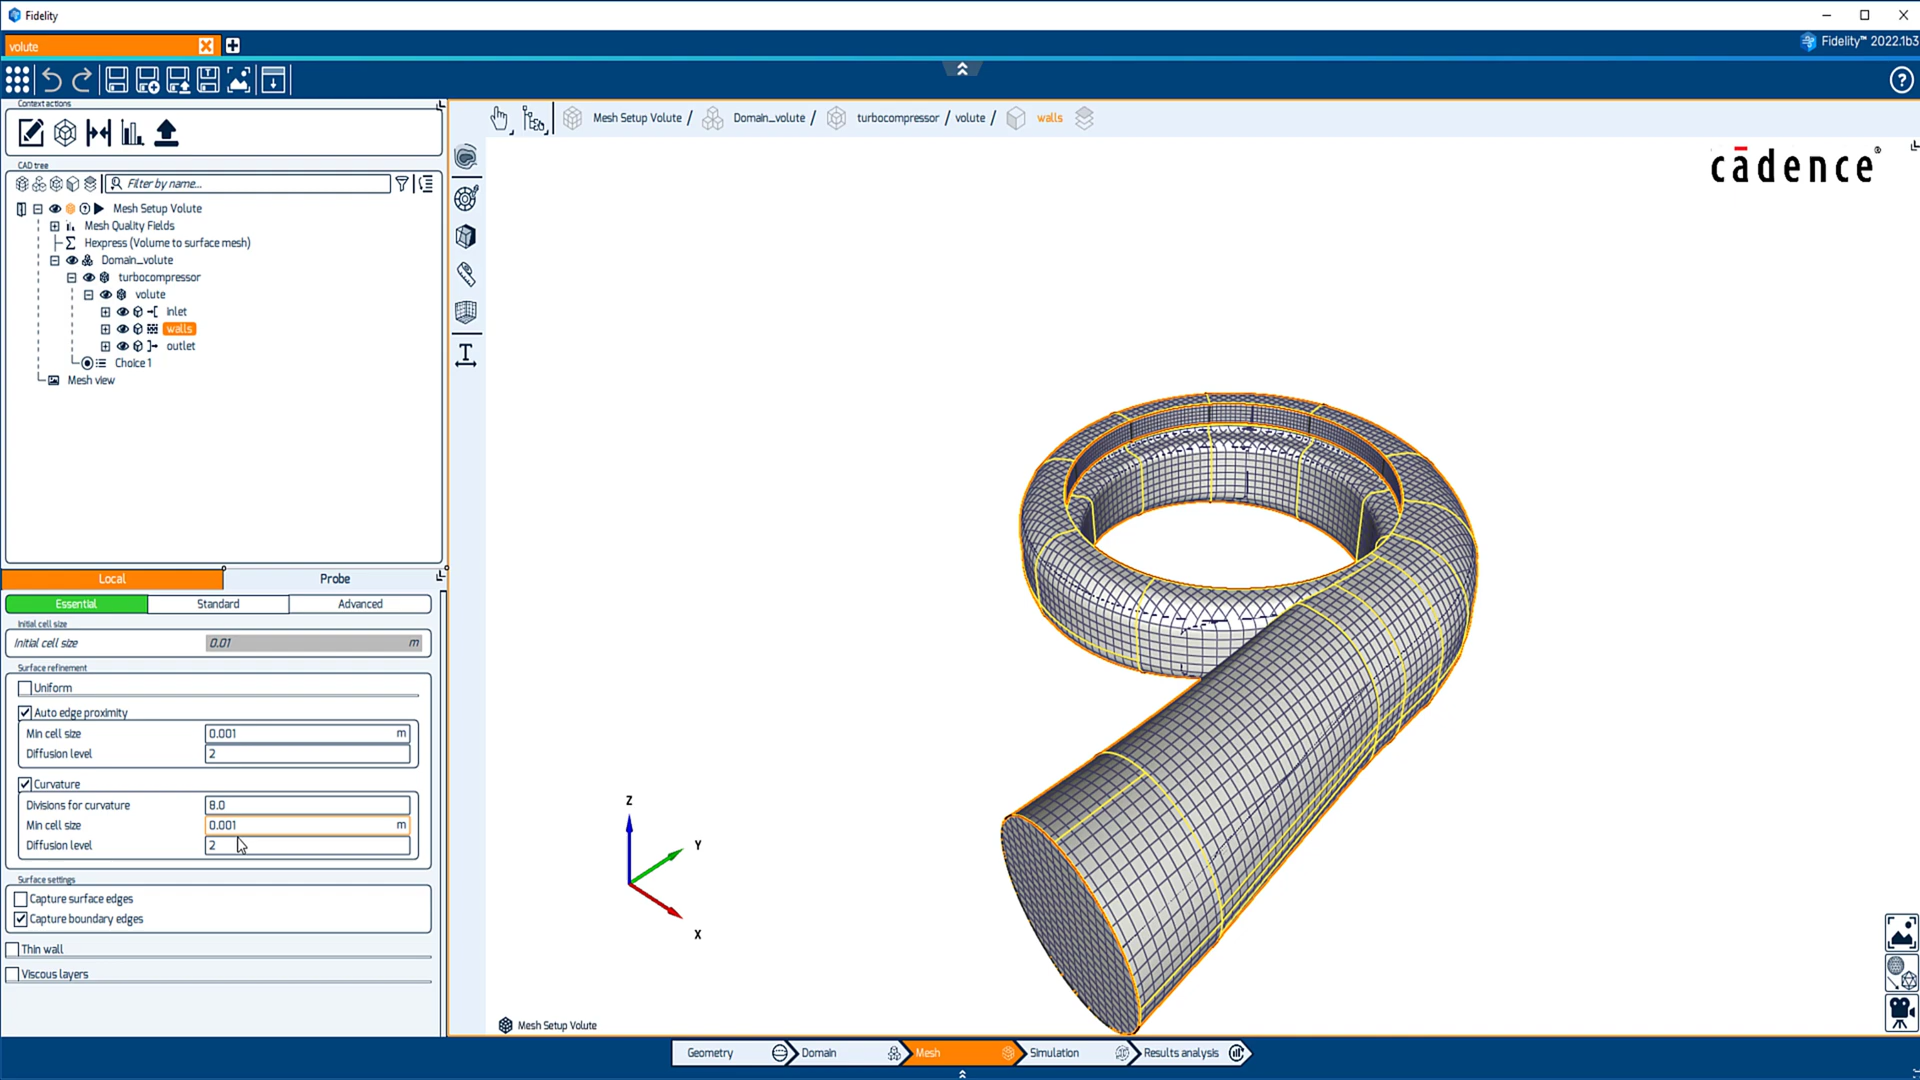 Fidelity
volute
Fidelity™ 2022.1b3
Context actions
CAD tree
Filter by name...
Mesh Setup Volute
Mesh Quality Fields
Hexpress (Volume to surface mesh)
Domain_volute
turbocompressor
volute
inlet
walls
outlet
Choice 1
Mesh view
Local
Probe
Essential
Standard
Advanced
Initial cell size
Initial cell size 0.01 m
Surface refinement
Uniform
Auto edge proximity
Min cell size 0.001 m
Diffusion level 2
Curvature
Divisions for curvature 8.0
Min cell size 0.001 m
Diffusion level 2
Surface settings
Capture surface edges
Capture boundary edges
Thin wall
Viscous layers
Mesh Setup Volute / Domain_volute / turbocompressor / volute / walls
cādence®
Z
Y
X
Mesh Setup Volute
Geometry Domain Mesh Simulation Results analysis